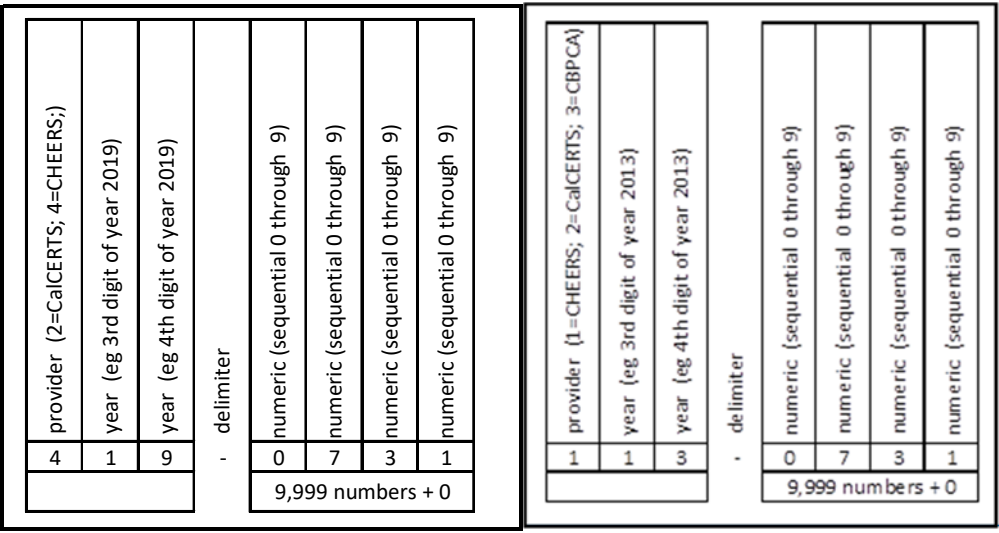 provider (2=CalCERTS; 4=CHEERS;)
year (eg 3rd digit of year 2019)
year (eg 4th digit of year 2019)
delimiter
numeric (sequential 0 through 9)
numeric (sequential 0 through 9)
numeric (sequential 0 through 9)
numeric (sequential 0 through 9)
4 1 9 - 0 7 3 1
9,999 numbers + 0
provider (1=CHEERS; 2=CalCERTS; 3=CBPCA)
year (eg 3rd digit of year 2013)
year (eg 4th digit of year 2013)
delimiter
numeric (sequential 0 through 9)
numeric (sequential 0 through 9)
numeric (sequential 0 through 9)
numeric (sequential 0 through 9)
1 1 3 - 0 7 3 1
9,999 numbers + 0